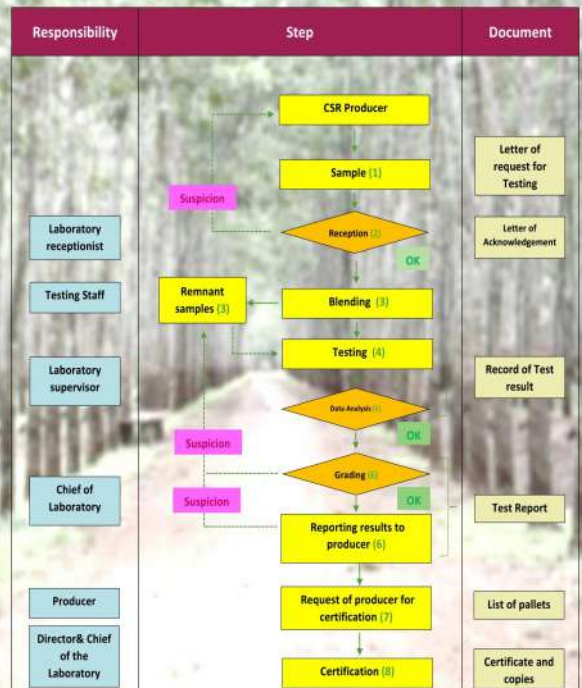 Responsibility
Step
Document
CSR Producer
Sample (1)
Letter of
request for
Testing
Suspicion
Laboratory
receptionist
Reception (2)
Letter of
Acknowledgement
OK
Testing Staff
Remnant
samples (3)
Blending (3)
Testing (4)
Laboratory
supervisor
Record of Test
result
Data Analysis
OK
Suspicion
Grading (6)
Chief of
Laboratory
Suspicion
OK
Test Report
Reporting results to
producer (6)
Producer
Request of producer for
certification (7)
List of pallets
Director& Chief
of the
Laboratory
Certification (8)
Certificate and
copies